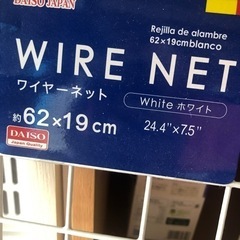 DAISO JAPAN
Rejilla de alambre
62×19cm blanco
WIRE NET
ワイヤーネット
White ホワイト
約62×19cm
24.4"×7.5"
DAISO
Japan Quality